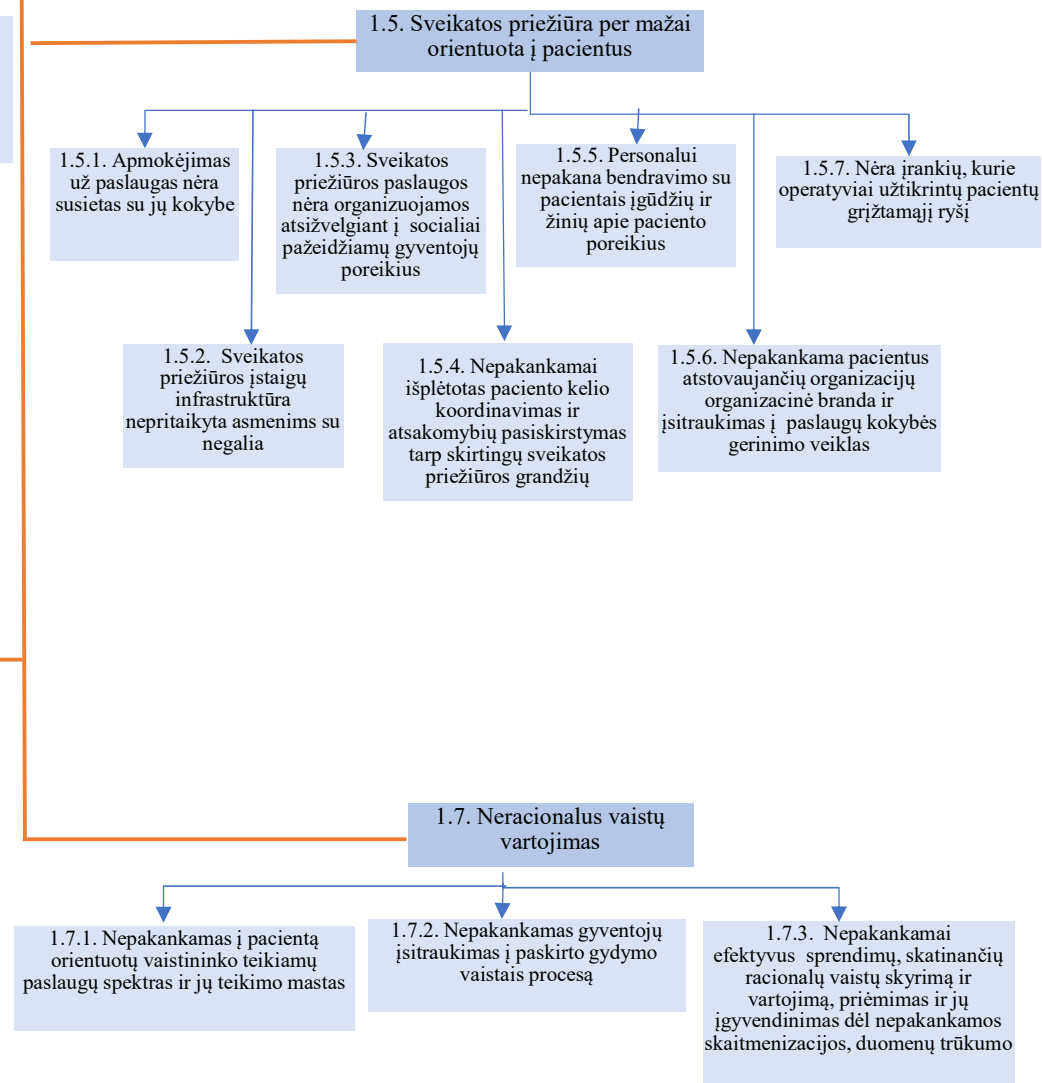 1.5. Sveikatos priežiūra per mažai
orientuota į pacientus
1.5.1. Apmokėjimas
už paslaugas nėra
susietas su jų kokybe
1.5.3. Sveikatos
priežiūros paslaugos
nėra organizuojamos
atsižvelgiant į socialiai
pažeidžiamų gyventojų
poreikius
1.5.5. Personalui
nepakana bendravimo su
pacientais įgūdžių ir
žinių apie paciento
poreikius
1.5.7. Nėra įrankių, kurie
operatyviai užtikrintų pacientų
grįžtamąjį ryšį
1.5.2. Sveikatos
priežiūros įstaigų
infrastruktūra
nepritaikyta asmenims su
negalia
1.5.4. Nepakankamai
išplėtotas paciento kelio
koordinavimas ir
atsakomybių pasiskirstymas
tarp skirtingų sveikatos
priežiūros grandžių
1.5.6. Nepakankama pacientus
atstovaujančių organizacijų
organizacinė branda ir
įsitraukimas į paslaugų kokybės
gerinimo veiklas
1.7. Neracionalus vaistų
vartojimas
1.7.1. Nepakankamas į pacientą
orientuotų vaistininko teikiamų
paslaugų spektras ir jų teikimo mastas
1.7.2. Nepakankamas gyventojų
įsitraukimas į paskirto gydymo
vaistais procesą
1.7.3. Nepakankamai
efektyvus sprendimų, skatinančių
racionalų vaistų skyrimą ir
vartojimą, priėmimas ir jų
įgyvendinimas dėl nepakankamos
skaitmenizacijos, duomenų trūkumo